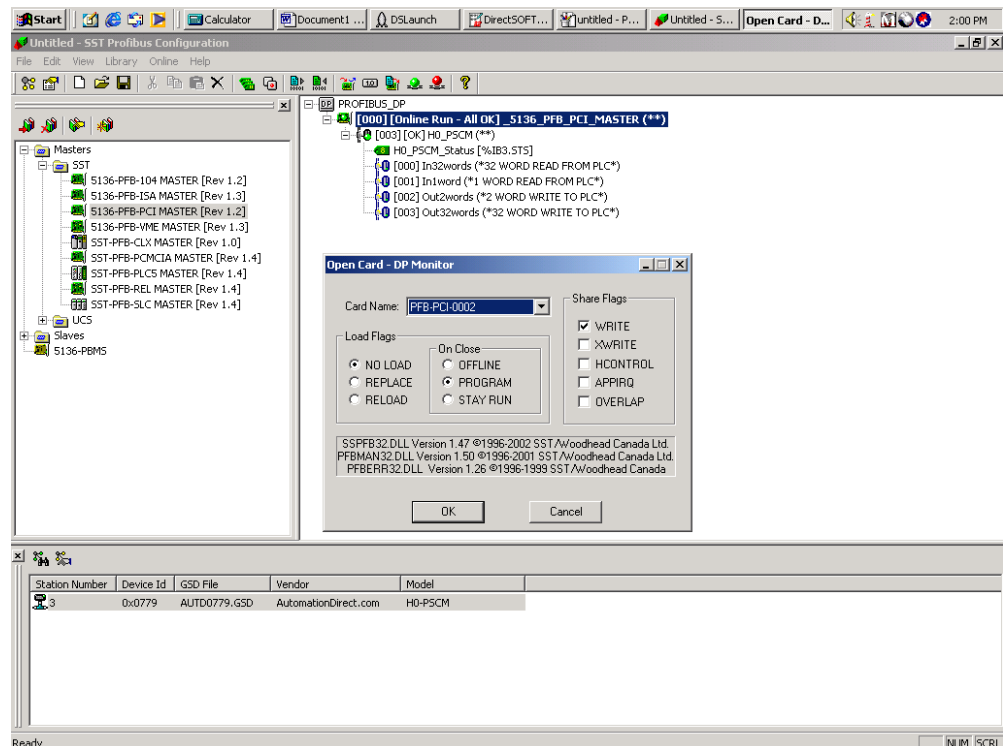 Start
Calculator
Document1 ...
DSLaunch
DirectSOFT...
untitled - P...
Untitled - S...
Open Card - D...
2:00 PM
Untitled - SST Profibus Configuration
File Edit View Library Online Help
Masters
SST
5136-PFB-104 MASTER [Rev 1.2]
5136-PFB-ISA MASTER [Rev 1.3]
5136-PFB-PCI MASTER [Rev 1.2]
5136-PFB-VME MASTER [Rev 1.3]
SST-PFB-CLX MASTER [Rev 1.0]
SST-PFB-PCMCIA MASTER [Rev 1.4]
SST-PFB-PLC5 MASTER [Rev 1.4]
SST-PFB-REL MASTER [Rev 1.4]
SST-PFB-SLC MASTER [Rev 1.4]
UCS
Slaves
5136-PBMS
DP PROFIBUS_DP
[000] [Online Run - All OK] _5136_PFB_PCI_MASTER (**)
[003] [OK] H0_PSCM (**)
H0_PSCM_Status [%IB3.STS]
[000] In32words (*32 WORD READ FROM PLC*)
[001] In1word (*1 WORD READ FROM PLC*)
[002] Out2words (*2 WORD WRITE TO PLC*)
[003] Out32words (*32 WORD WRITE TO PLC*)
Open Card - DP Monitor
Card Name: PFB-PCI-0002
Load Flags
NO LOAD
REPLACE
RELOAD
On Close
OFFLINE
PROGRAM
STAY RUN
Share Flags
WRITE
XWRITE
HCONTROL
APPIRQ
OVERLAP
SSPFB32.DLL Version 1.47 ©1996-2002 SST/Woodhead Canada Ltd.
PFBMAN32.DLL Version 1.50 ©1996-2001 SST/Woodhead Canada Ltd.
PFBERR32.DLL Version 1.26 ©1996-1999 SST/Woodhead Canada
OK Cancel
Station Number Device Id GSD File Vendor Model
3 0x0779 AUTD0779.GSD AutomationDirect.com H0-PSCM
Ready NUM SCRL